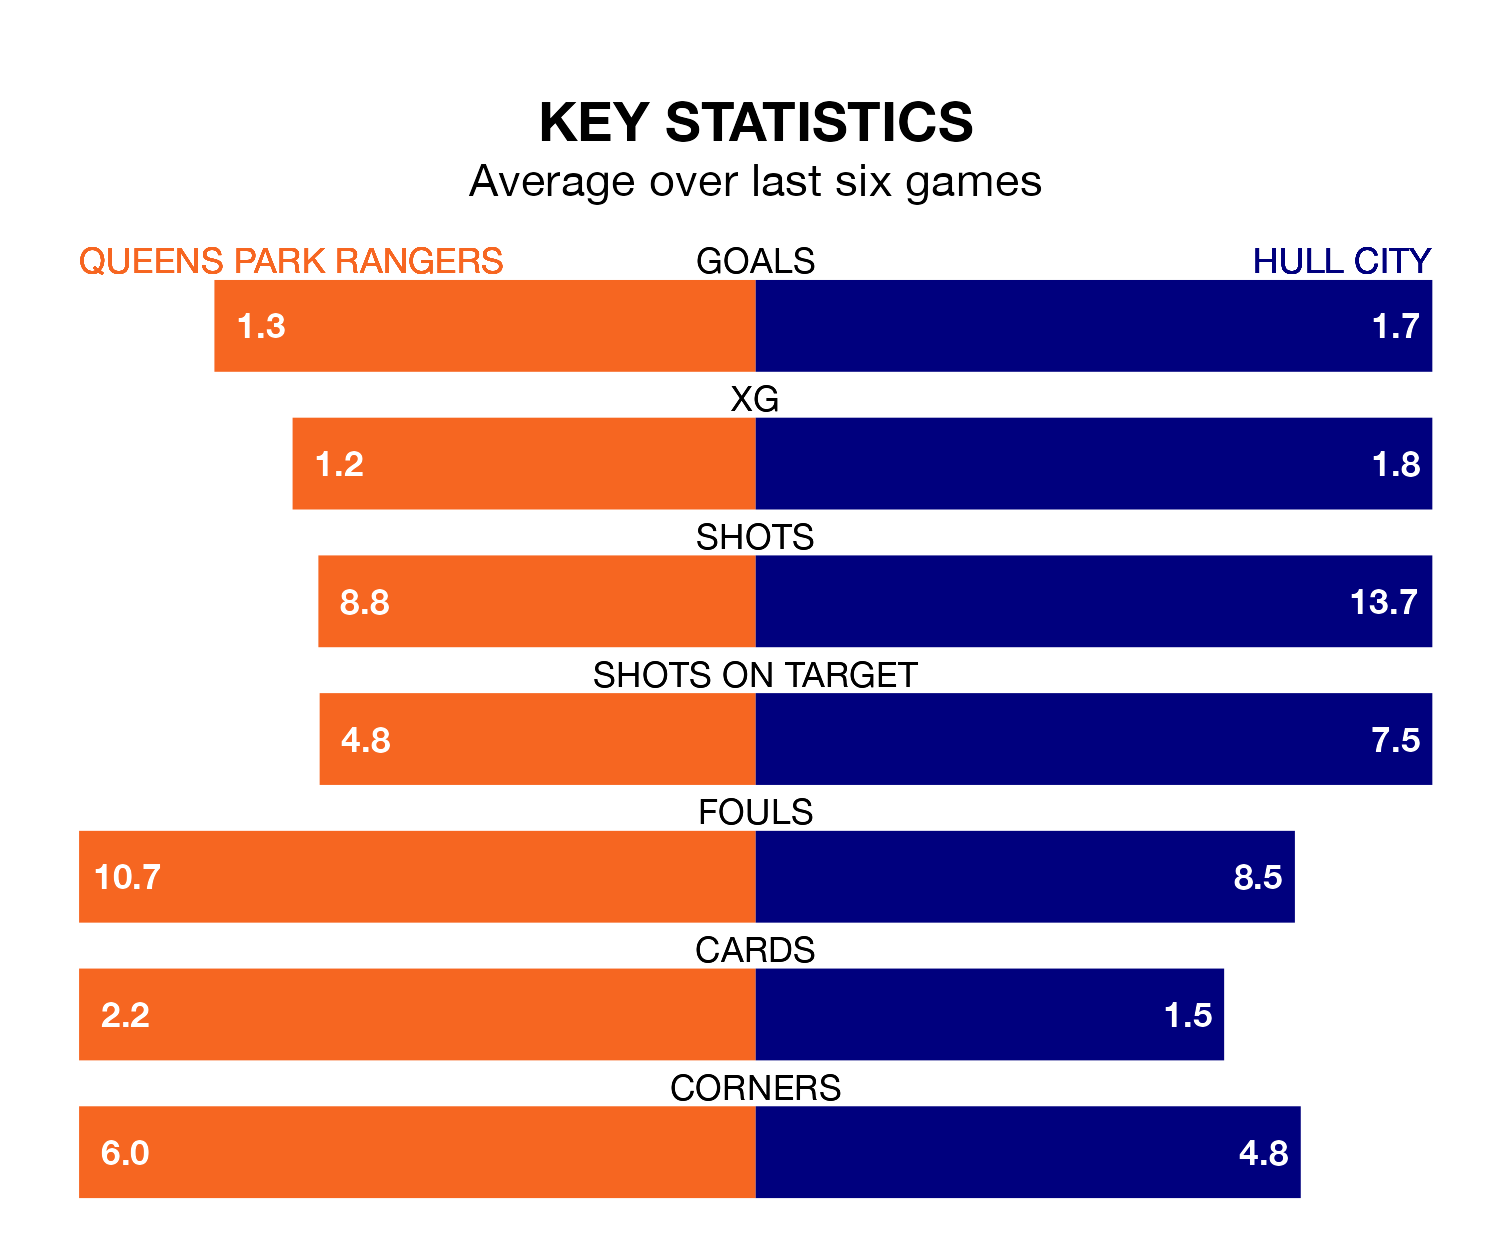 KEY STATISTICS
Average over last six games
QUEENS PARK RANGERS GOALS HULL CITY
1.3 1.7
XG
1.2 1.8
SHOTS
8.8 13.7
SHOTS ON TARGET
4.8 7.5
FOULS
10.7 8.5
CARDS
2.2 1.5
CORNERS
6.0 4.8